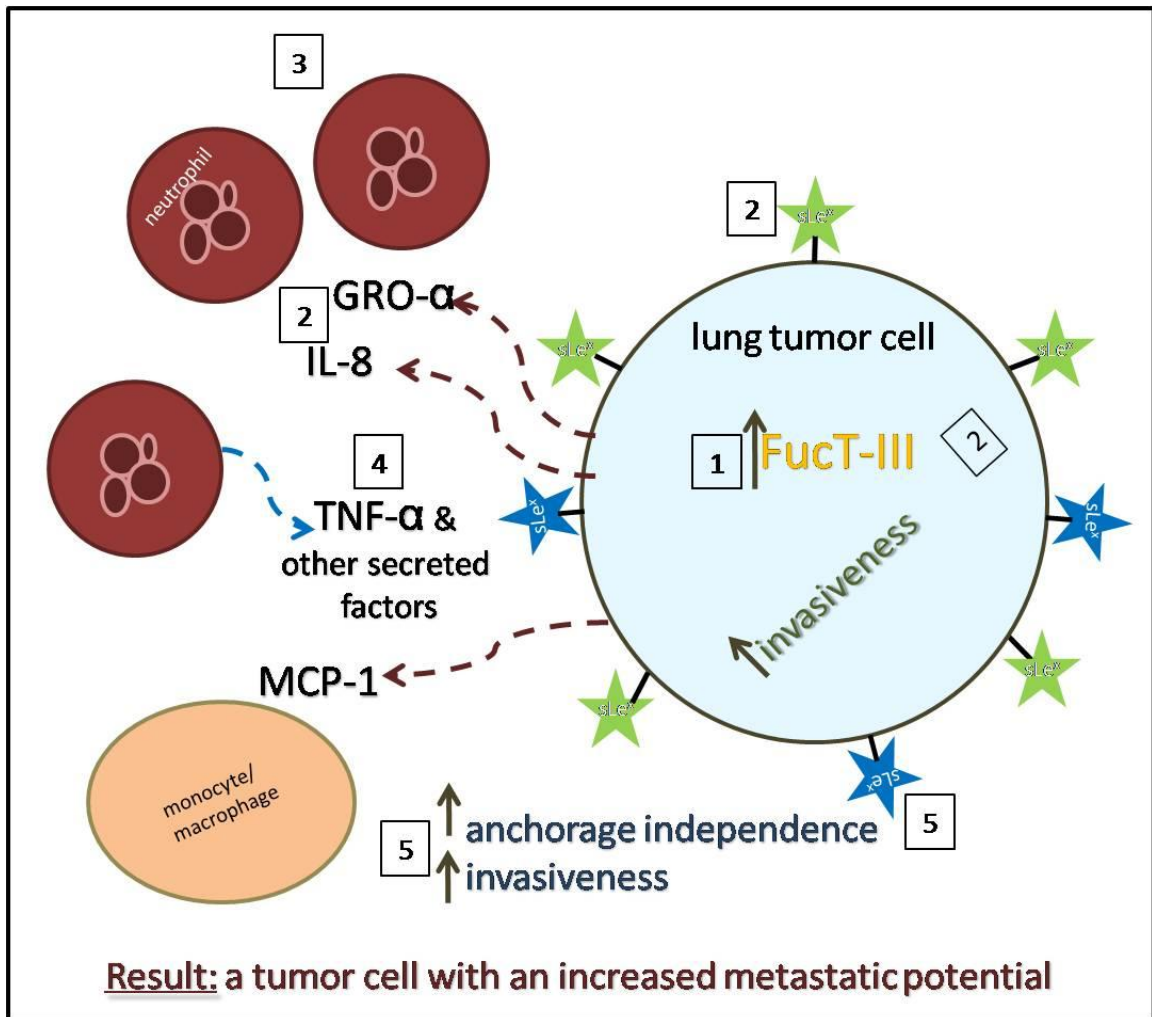 3
neutrophil
2
sLeˣ
2
GRO-α
IL-8
lung tumor cell
sLeˣ
sLeˣ
1
FucT-III
2
4
TNF-α &
other secreted
factors
sLeˣ
sLeˣ
invasiveness
MCP-1
sLeˣ
sLeˣ
monocyte/
macrophage
sLeˣ
5
5
anchorage independence
invasiveness
Result: a tumor cell with an increased metastatic potential